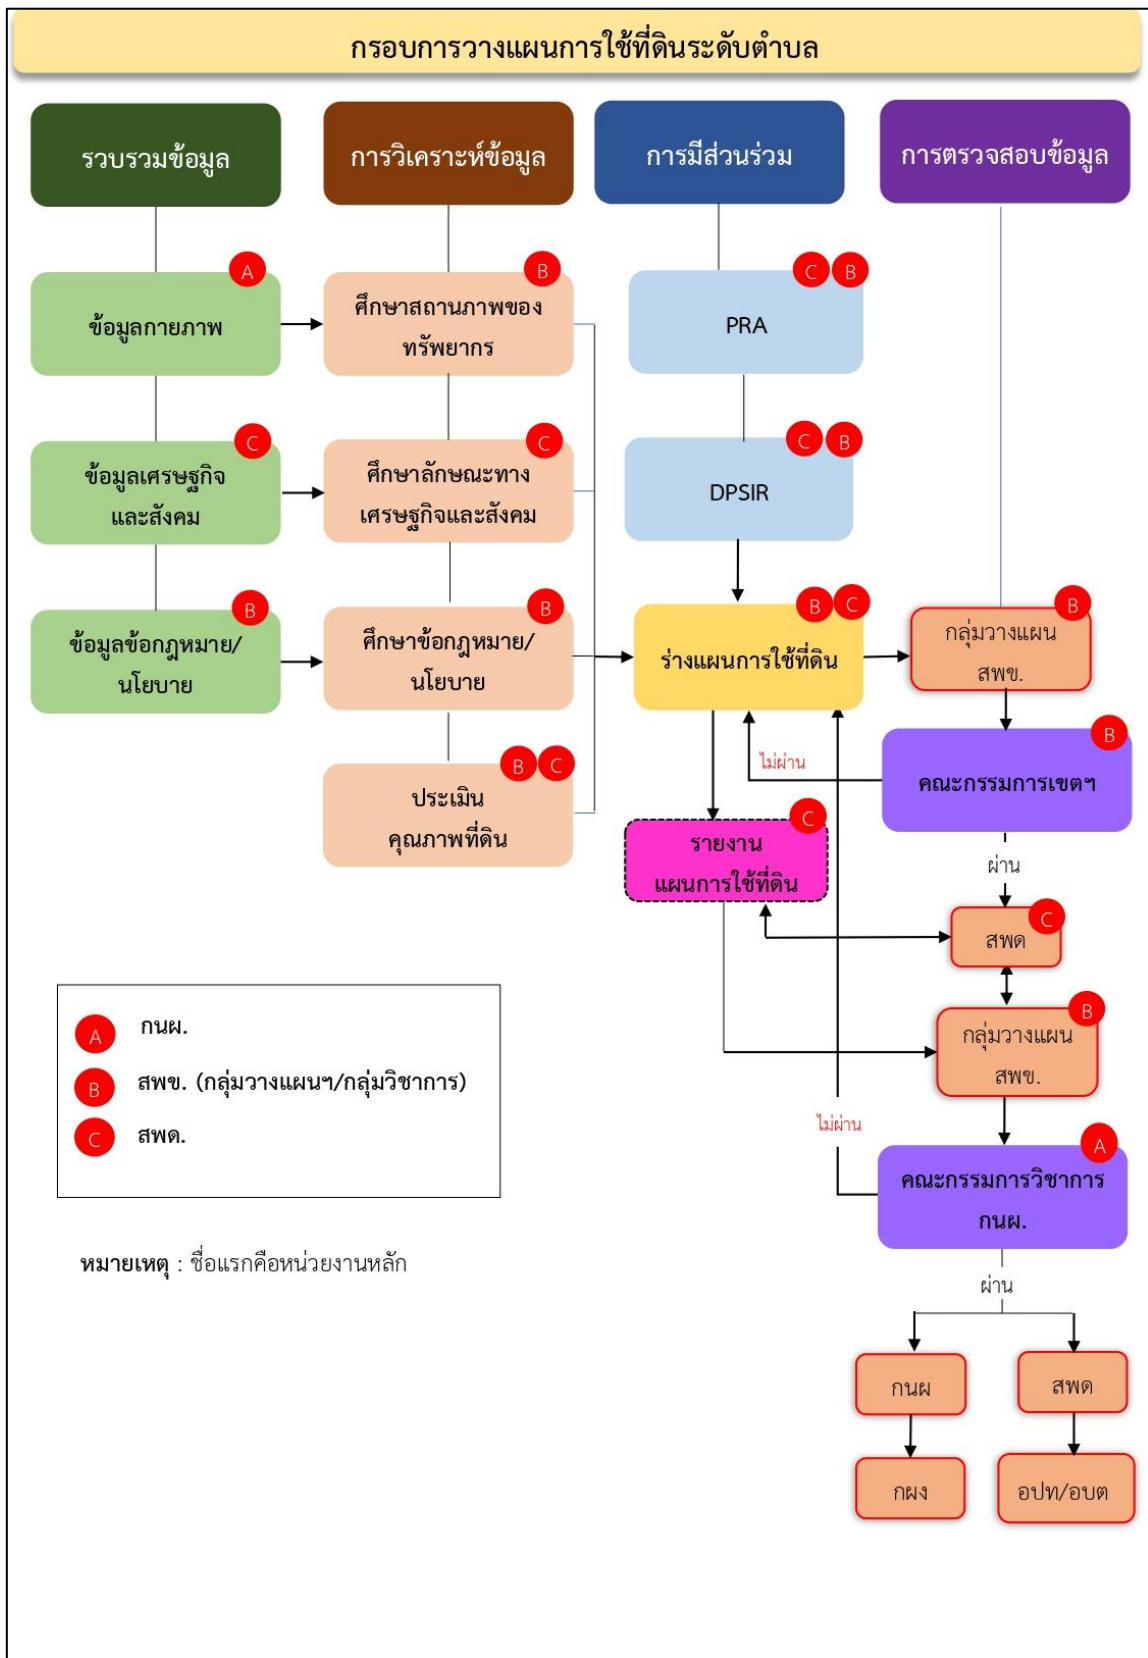 กรอบการวางแผนการใช้ที่ดินระดับตำบล
รวบรวมข้อมูล
การวิเคราะห์ข้อมูล
การมีส่วนร่วม
การตรวจสอบข้อมูล
A
ข้อมูลกายภาพ
B
ศึกษาสถานภาพของ
ทรัพยากร
C B
PRA
C
ข้อมูลเศรษฐกิจ
และสังคม
C
ศึกษาลักษณะทาง
เศรษฐกิจและสังคม
C B
DPSIR
B
ข้อมูลข้อกฎหมาย/
นโยบาย
B
ศึกษาข้อกฎหมาย/
นโยบาย
B C
ร่างแผนการใช้ที่ดิน
B
กลุ่มวางแผน
สพข.
B C
ประเมิน
คุณภาพที่ดิน
ไม่ผ่าน
B
คณะกรรมการเขตฯ
C
รายงาน
แผนการใช้ที่ดิน
ผ่าน
C
สพด
B
กลุ่มวางแผน
สพข.
A กนผ.
B สพข. (กลุ่มวางแผนฯ/กลุ่มวิชาการ)
C สพด.
ไม่ผ่าน
A
คณะกรรมการวิชาการ
กนผ.
หมายเหตุ : ชื่อแรกคือหน่วยงานหลัก
ผ่าน
กนผ
สพด
กผง
อปท/อบต